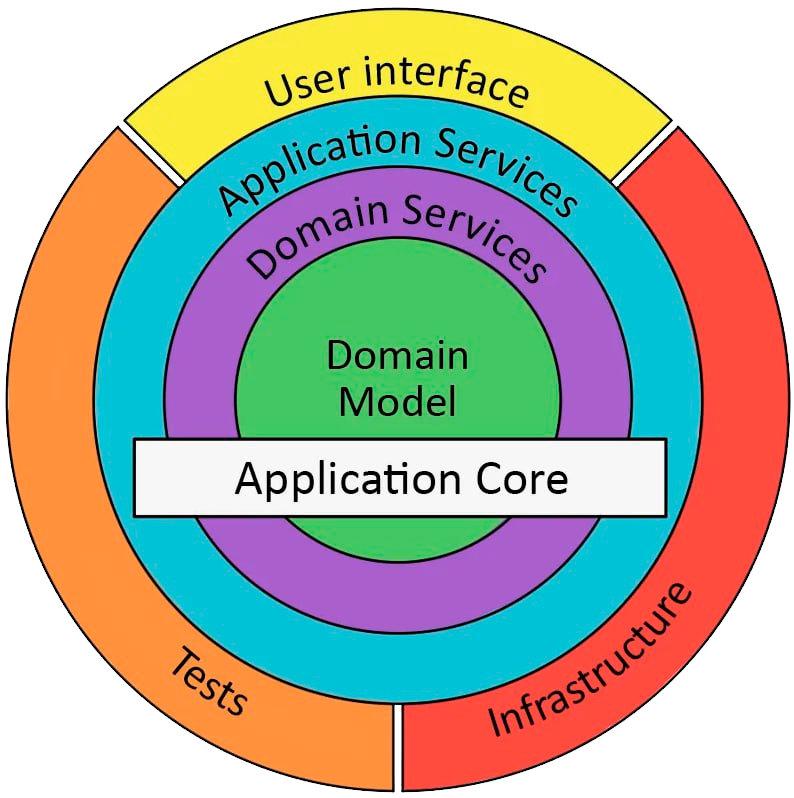 User interface
Application Services
Domain Services
Domain
Model
Application Core
Tests
Infrastructure